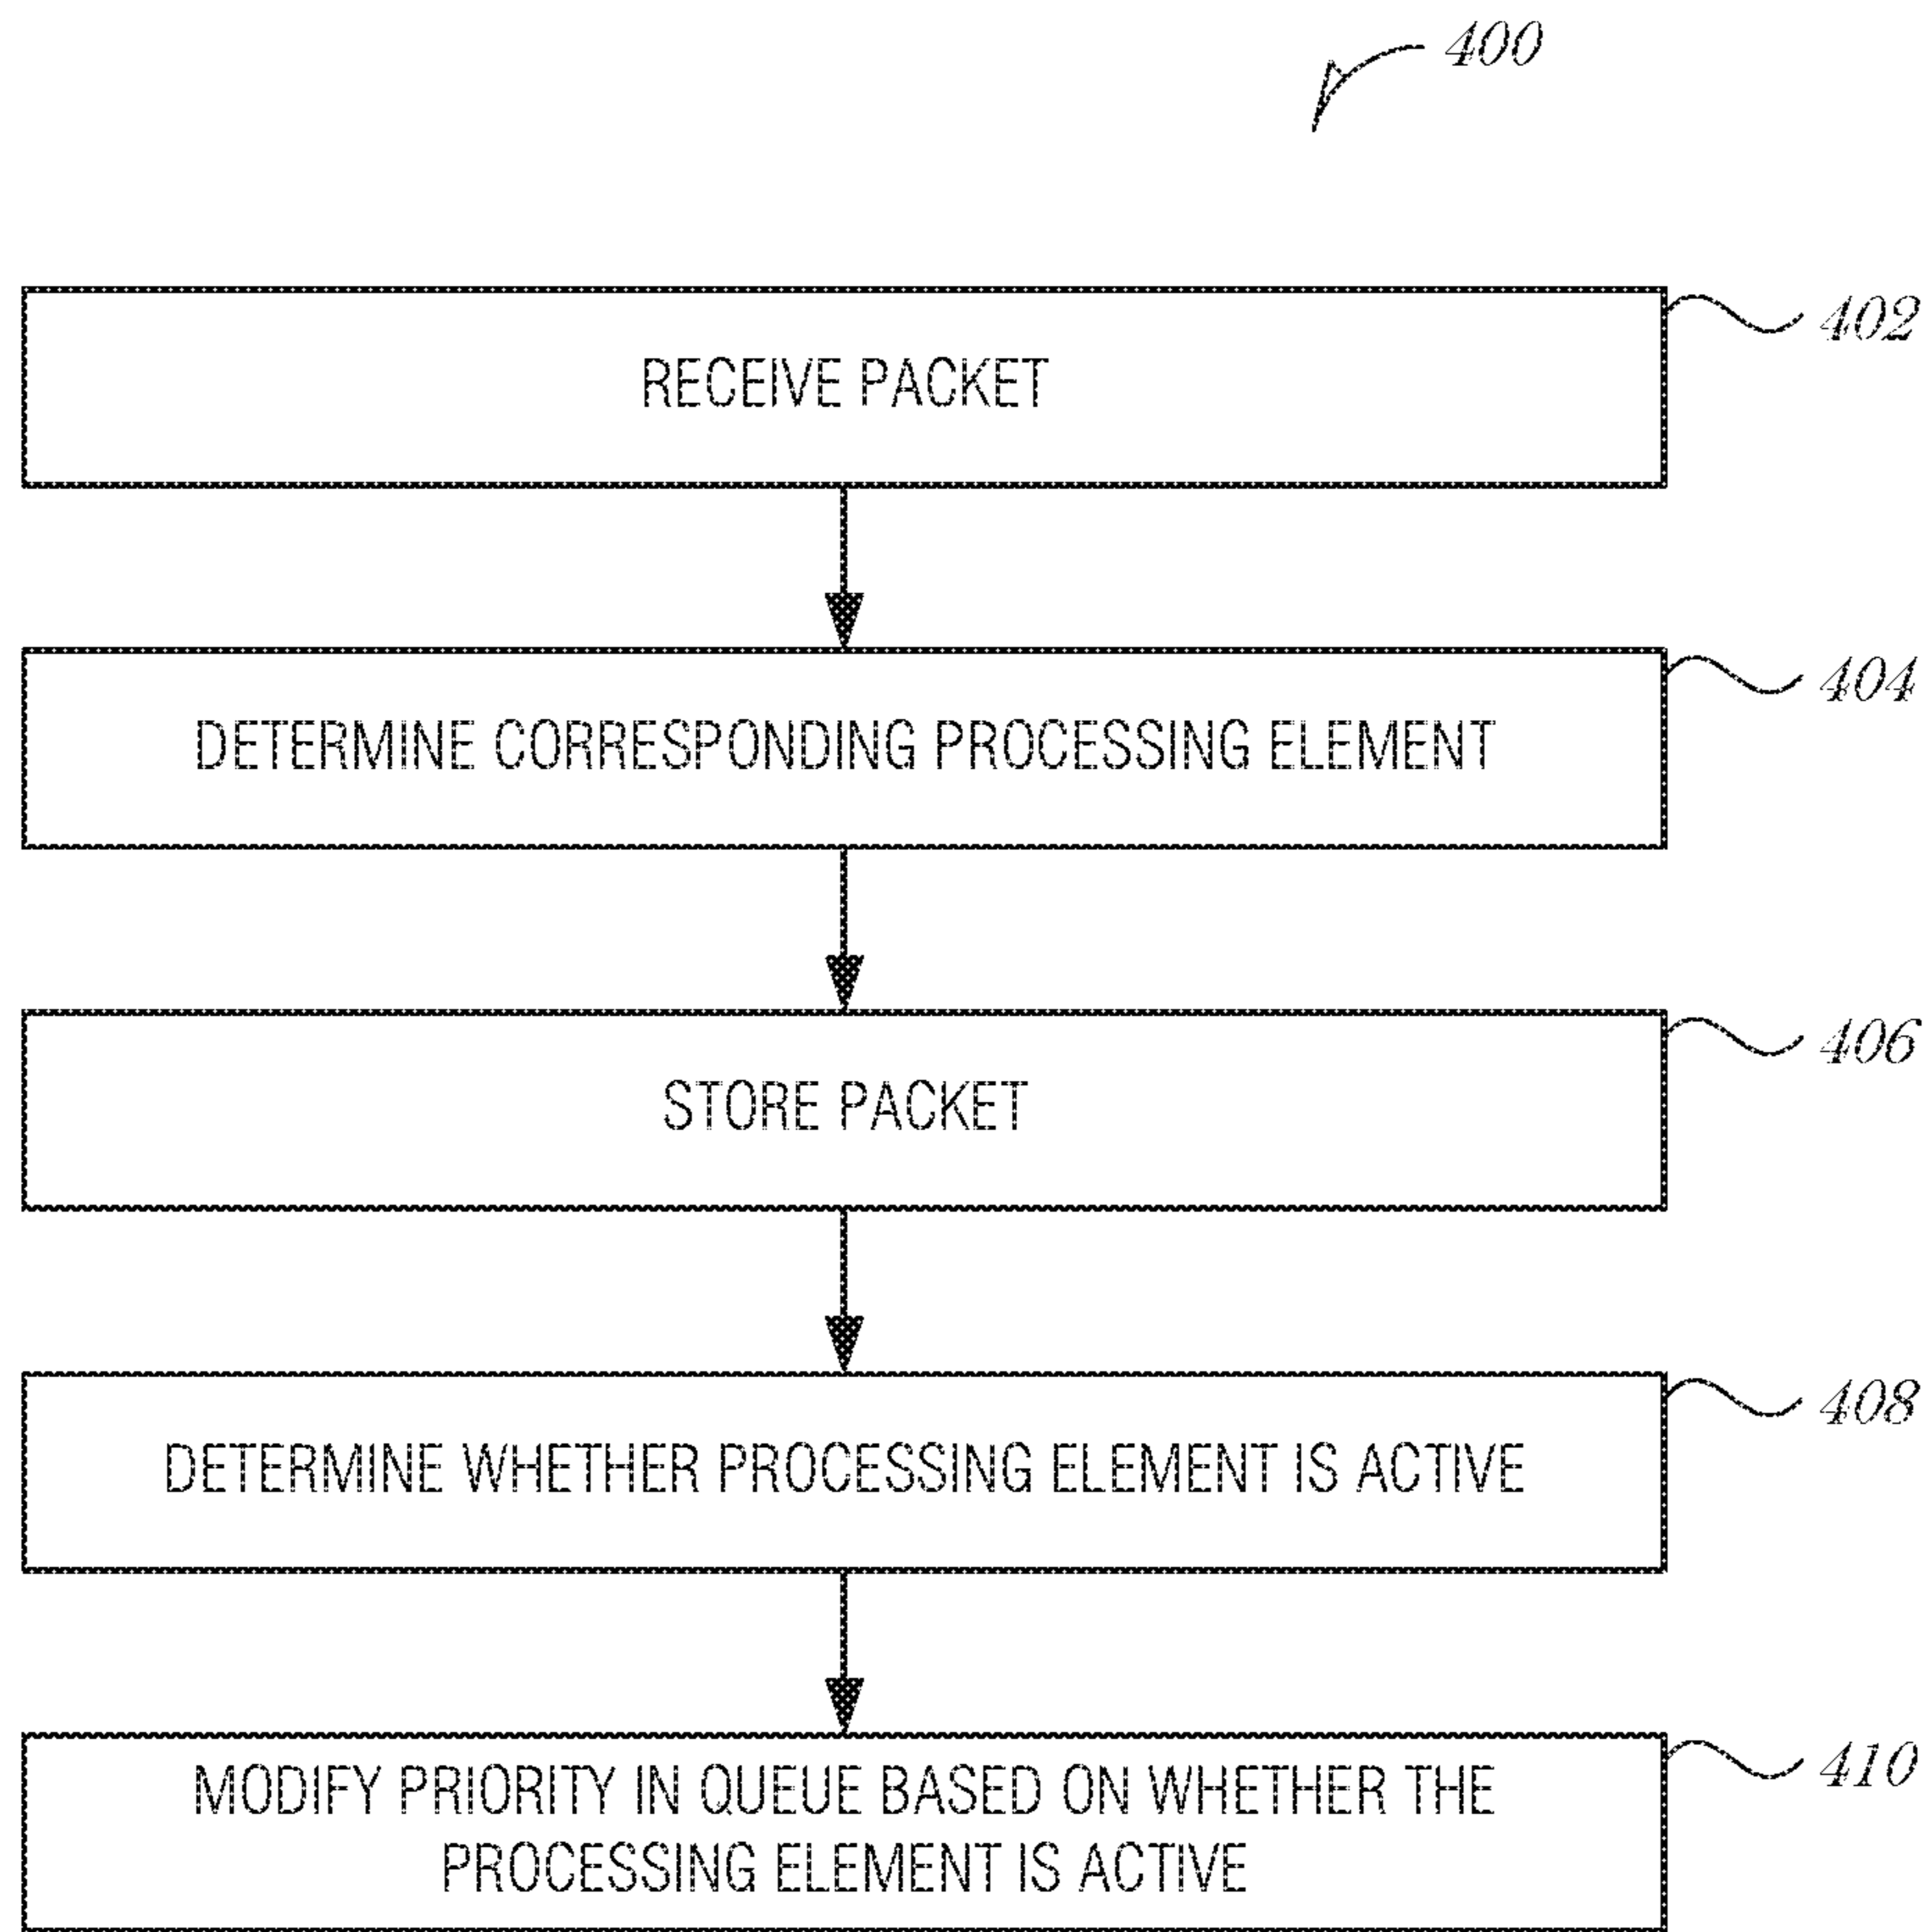 400
RECEIVE PACKET
402
DETERMINE CORRESPONDING PROCESSING ELEMENT
404
STORE PACKET
406
DETERMINE WHETHER PROCESSING ELEMENT IS ACTIVE
408
MODIFY PRIORITY IN QUEUE BASED ON WHETHER THE
PROCESSING ELEMENT IS ACTIVE
410